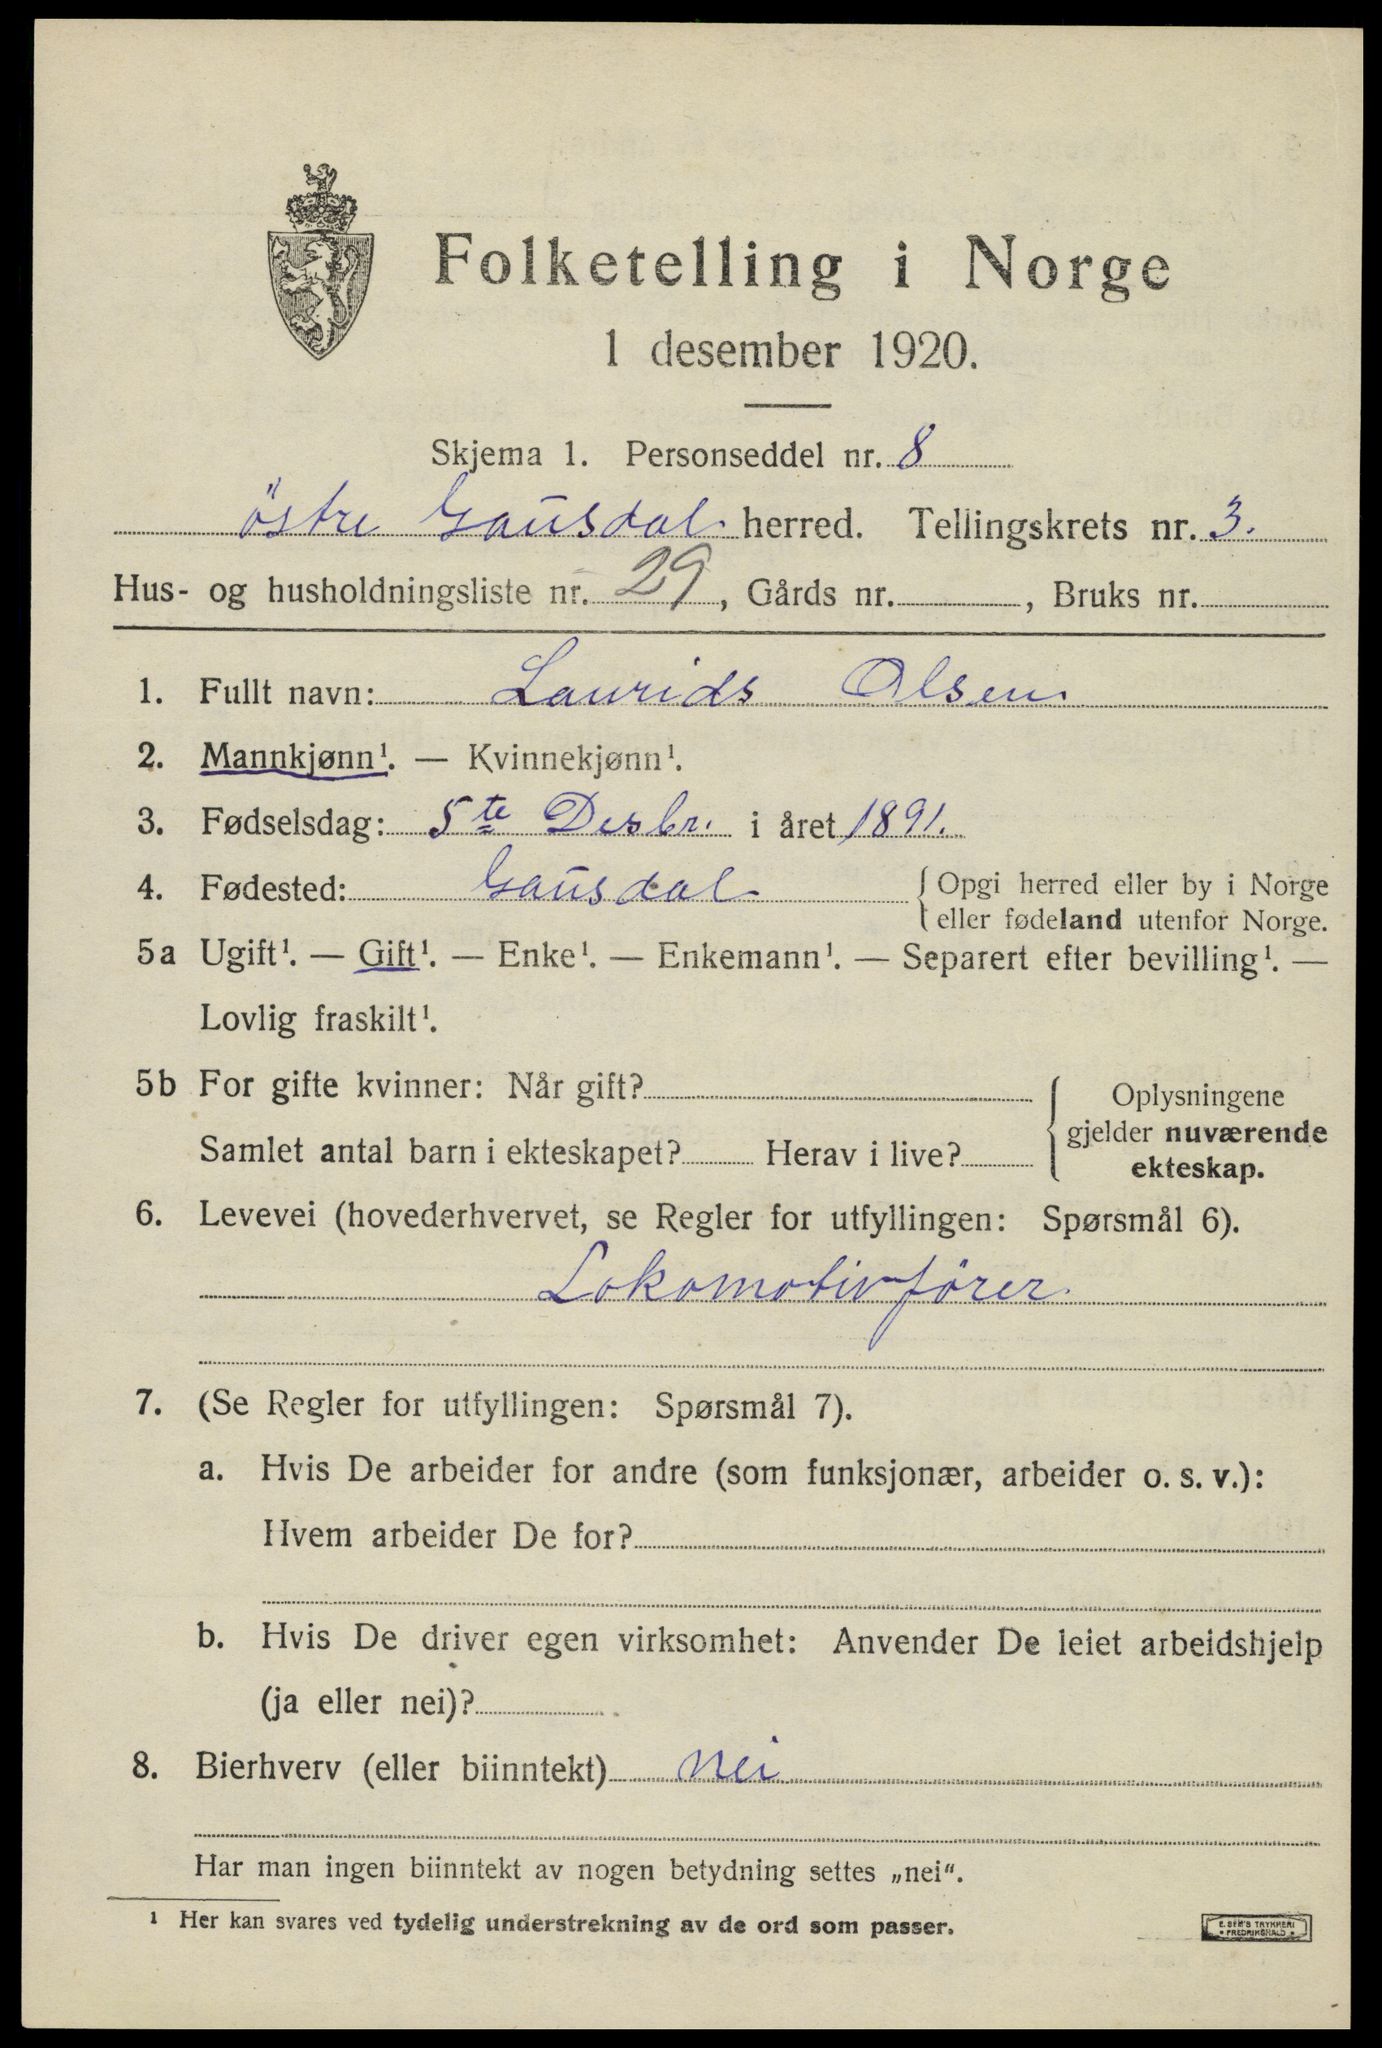 Folketelling i Norge
1 desember 1920.
Skjema 1. Personseddel nr. 8
östre Gausdal herred. Tellingskrets nr. 3.
Hus- og husholdningsliste nr. 29, Gårds nr. , Bruks nr.
1. Fullt navn: Laurids Olsen.
2. Mannkjønn¹. — Kvinnekjønn¹.
3. Fødselsdag: 5te Desbr. i året 1891.
4. Fødested: Gausdal {Opgi herred eller by i Norge
eller fødeland utenfor Norge.
5a Ugift¹. — Gift¹. — Enke¹. — Enkemann¹. — Separert efter bevilling¹. —
Lovlig fraskilt¹.
5b For gifte kvinner: Når gift?
Samlet antal barn i ekteskapet? Herav i live?
Oplysningene
gjelder nuværende
ekteskap.
6. Levevei (hovederhvervet, se Regler for utfyllingen: Spørsmål 6).
Lokomotivförer.
7. (Se Regler for utfyllingen: Spørsmål 7).
a. Hvis De arbeider for andre (som funksjonær, arbeider o. s. v.):
Hvem arbeider De for?
b. Hvis De driver egen virksomhet: Anvender De leiet arbeidshjelp
(ja eller nei)?
8. Bierhverv (eller biinntekt) nei
Har man ingen biinntekt av nogen betydning settes „nei".
¹ Her kan svares ved tydelig understrekning av de ord som passer.
E. SEM'S TRYKKERI
• FREDRIKSHALD •